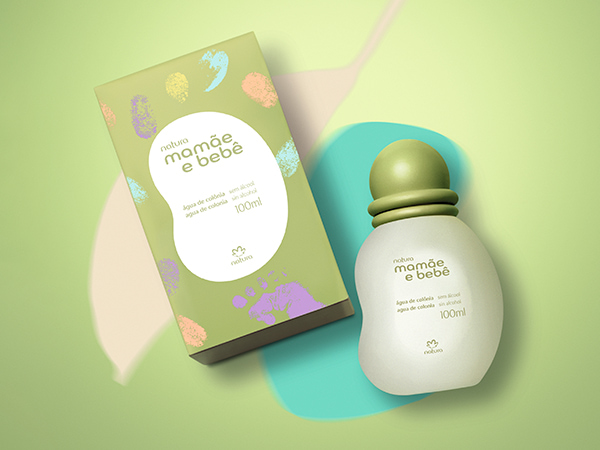 natura
mamãe
e bebê
água de colônia sem álcool
agua de colonia sin alcohol
100ml
natura
natura
mamãe
e bebê
água de colônia sem álcool
agua de colonia sin alcohol
100ml
natura